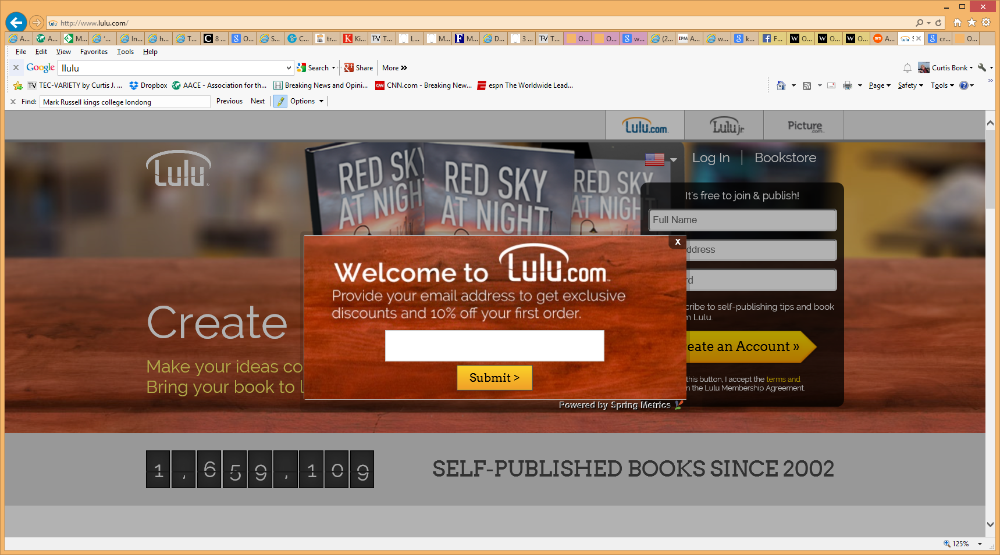 http://www.lulu.com/
A... A... M... '... In... h... T... 8 ... O... S... C... tr... Ki... T... L... M... M... D... 3 ... T... O... O... w... (2... A... w... k... F... O... O... O... A... cr... O...
File Edit View Favorites Tools Help
Google llulu Search Share More » Curtis Bonk
TEC-VARIETY by Curtis J. ... Dropbox AACE - Association for th... Breaking News and Opini... CNN.com - Breaking New... espn The Worldwide Lead... Page Safety Tools
x Find: Mark Russell kings college londong Previous Next Options
Lulu.com Lulu jr. Picture.com
Lulu
RED SKY AT NIGHT
RED SKY AT NIGHT
RED SKY AT NIGHT
Log In | Bookstore
It's free to join & publish!
Full Name
ddress
rd
cribe to self-publishing tips and book
m Lulu.
eate an Account »
this button, I accept the terms and
n the Lulu Membership Agreement.
X
Welcome to Lulu.com
Provide your email address to get exclusive
discounts and 10% off your first order.
Submit >
Powered by Spring Metrics
Create
Make your ideas co
Bring your book to l
1,659,109
SELF-PUBLISHED BOOKS SINCE 2002
125%